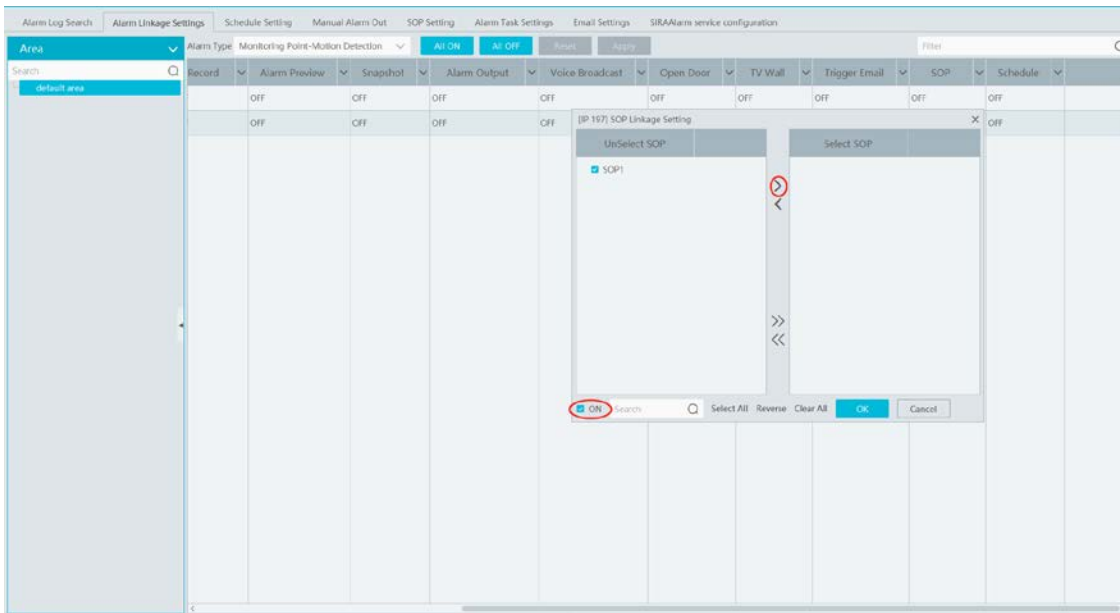 Alarm Log Search Alarm Linkage Settings Schedule Setting Manual Alarm Out SOP Setting Alarm Task Settings Email Settings SIRAAlarm service configuration
Area Alarm Type Monitoring Point-Motion Detection All ON All OFF Reset Apply Filter
Search Record Alarm Preview Snapshot Alarm Output Voice Broadcast Open Door TV Wall Trigger Email SOP Schedule
default area
OFF OFF OFF OFF OFF OFF OFF OFF OFF
OFF OFF OFF OFF OFF
[IP 197] SOP Linkage Setting
UnSelect SOP Select SOP
SOP1
ON Search Select All Reverse Clear All OK Cancel